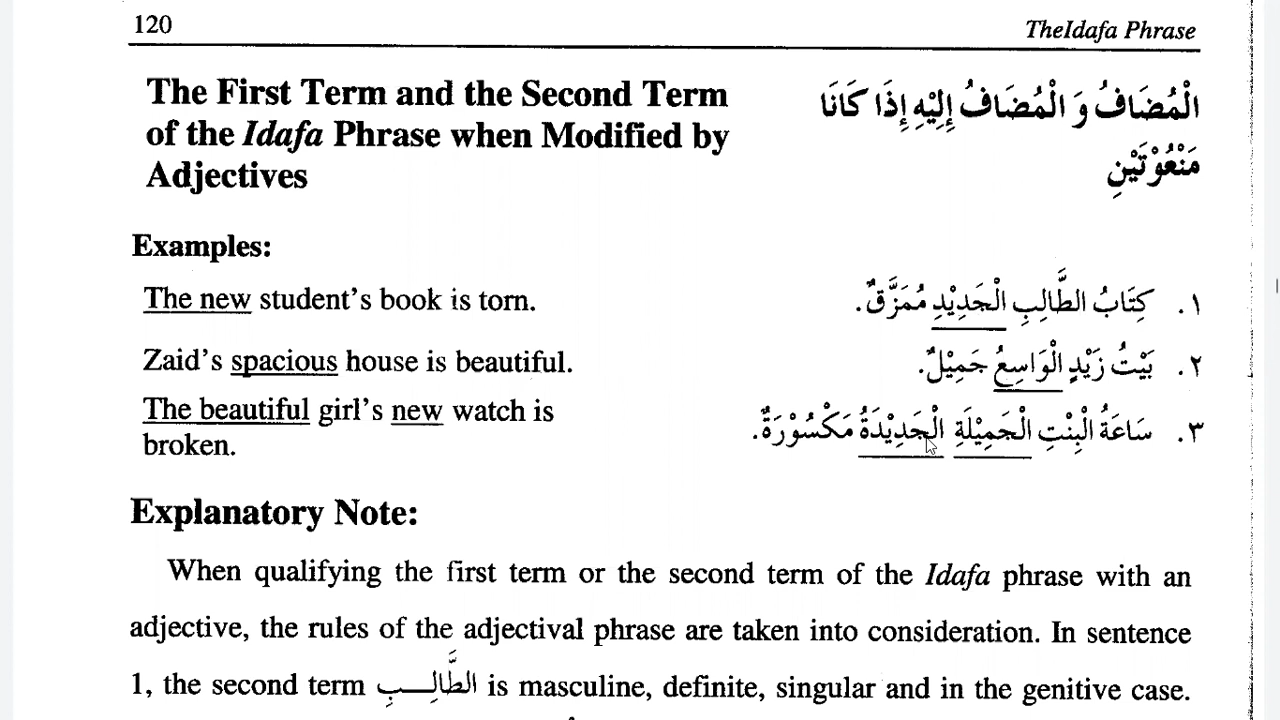 120
TheIdafa Phrase
The First Term and the Second Term
of the Idafa Phrase when Modified by
Adjectives
الْمُضَافُ وَ الْمُضَافُ إِلَيْهِ إِذَا كَانَا
مَنْعُوْتَيْنِ
Examples:
The new student's book is torn.
١. كِتَابُ الطَّالِبِ الْجَدِيْدِ مُمَزَّقٌ.
Zaid's spacious house is beautiful.
٢. بَيْتُ زَيْدٍ الْوَاسِعُ جَمِيْلٌ.
The beautiful girl's new watch is
broken.
٣. سَاعَةُ الْبِنْتِ الْجَمِيْلَةِ الْجَدِيْدَةُ مَكْسُوْرَةٌ.
Explanatory Note:
When qualifying the first term or the second term of the Idafa phrase with an
adjective, the rules of the adjectival phrase are taken into consideration. In sentence
1, the second term الطَّالِــبِ is masculine, definite, singular and in the genitive case.